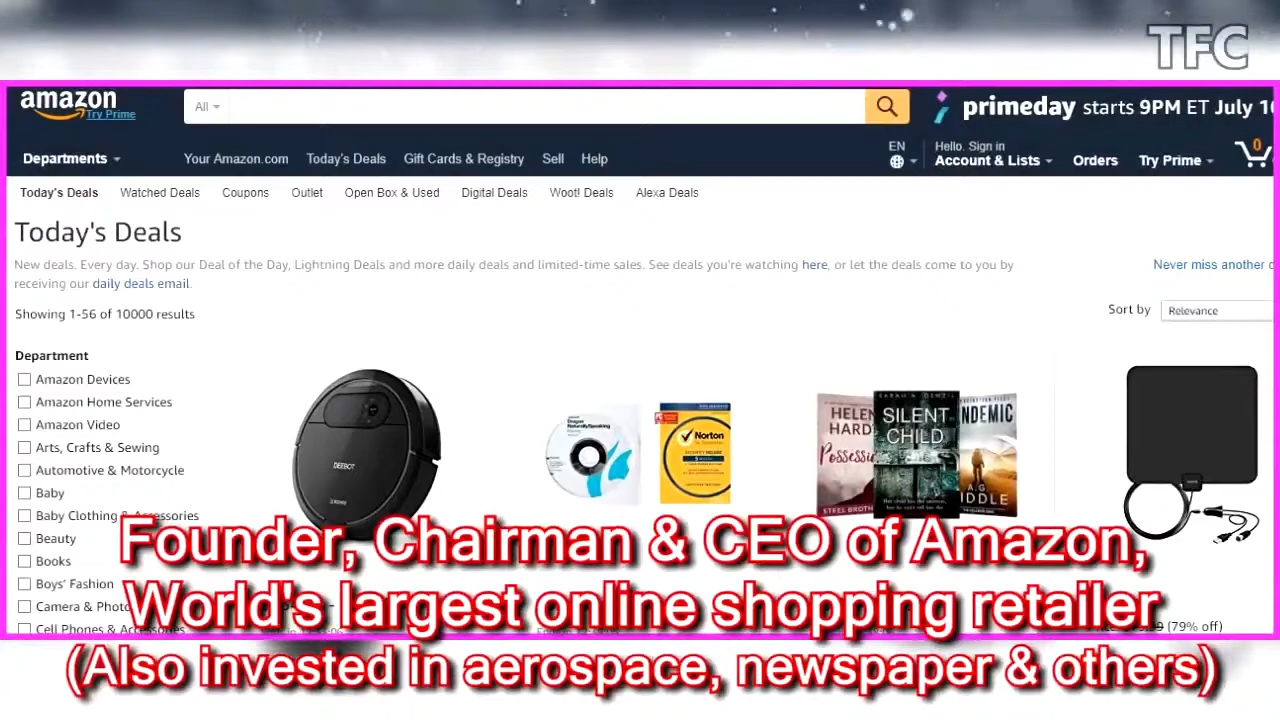 TFC
amazon
Try Prime
All
primeday starts 9PM ET July
Departments
Your Amazon.com Today's Deals Gift Cards & Registry Sell Help
EN
Hello. Sign in
Account & Lists Orders Try Prime
0
Today's Deals Watched Deals Coupons Outlet Open Box & Used Digital Deals Woot! Deals Alexa Deals
Today's Deals
New deals. Every day. Shop our Deal of the Day, Lightning Deals and more daily deals and limited-time sales. See deals you're watching here, or let the deals come to you by
receiving our daily deals email.
Never miss another
Showing 1-56 of 10000 results
Sort by Relevance
Department
Amazon Devices
Amazon Home Services
Amazon Video
Arts, Crafts & Sewing
Automotive & Motorcycle
Baby
Baby Clothing & Accessories
Beauty
Books
Boys' Fashion
Camera & Photo
Cell Phones & Accessories
DEEBOT
Norton
SILENT
CHILD
(79% off)
Founder, Chairman & CEO of Amazon,
World's largest online shopping retailer
(Also invested in aerospace, newspaper & others)